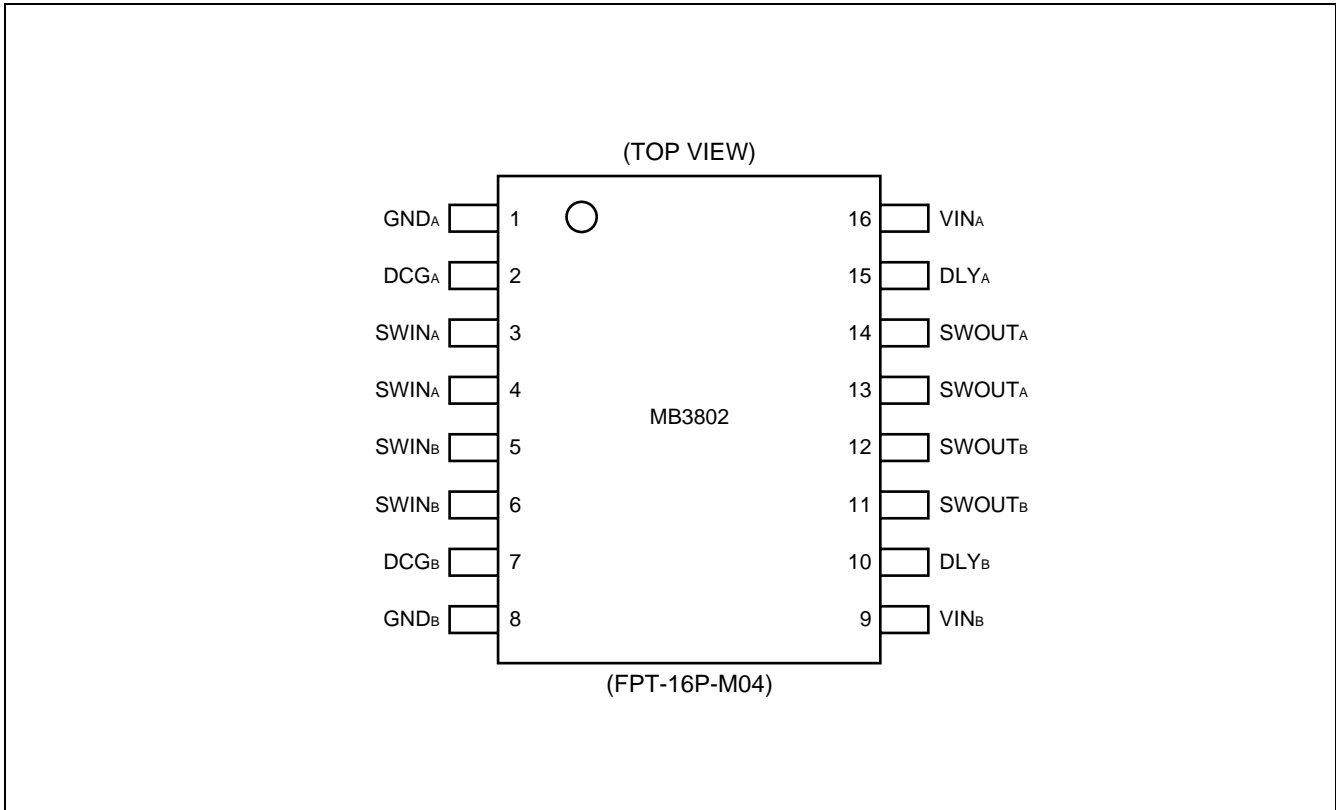 (TOP VIEW)
GNDA 1 16 VINA
DCGA 2 15 DLYA
SWINA 3 14 SWOUTA
SWINA 4 13 SWOUTA
MB3802
SWINB 5 12 SWOUTB
SWINB 6 11 SWOUTB
DCGB 7 10 DLYB
GNDB 8 9 VINB
(FPT-16P-M04)